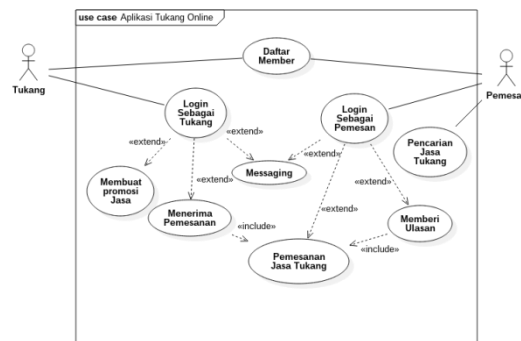 use case Aplikasi Tukang Online
Daftar
Member
Tukang
Pemesa
Login
Sebagai
Tukang
Login
Sebagai
Pemesan
Pencarian
Jasa
Tukang
«extend»
«extend»
«extend»
Messaging
«extend»
«extend»
Membuat
promosi
Jasa
Menerima
Pemesanan
«extend»
Memberi
Ulasan
«include»
«include»
Pemesanan
Jasa Tukang